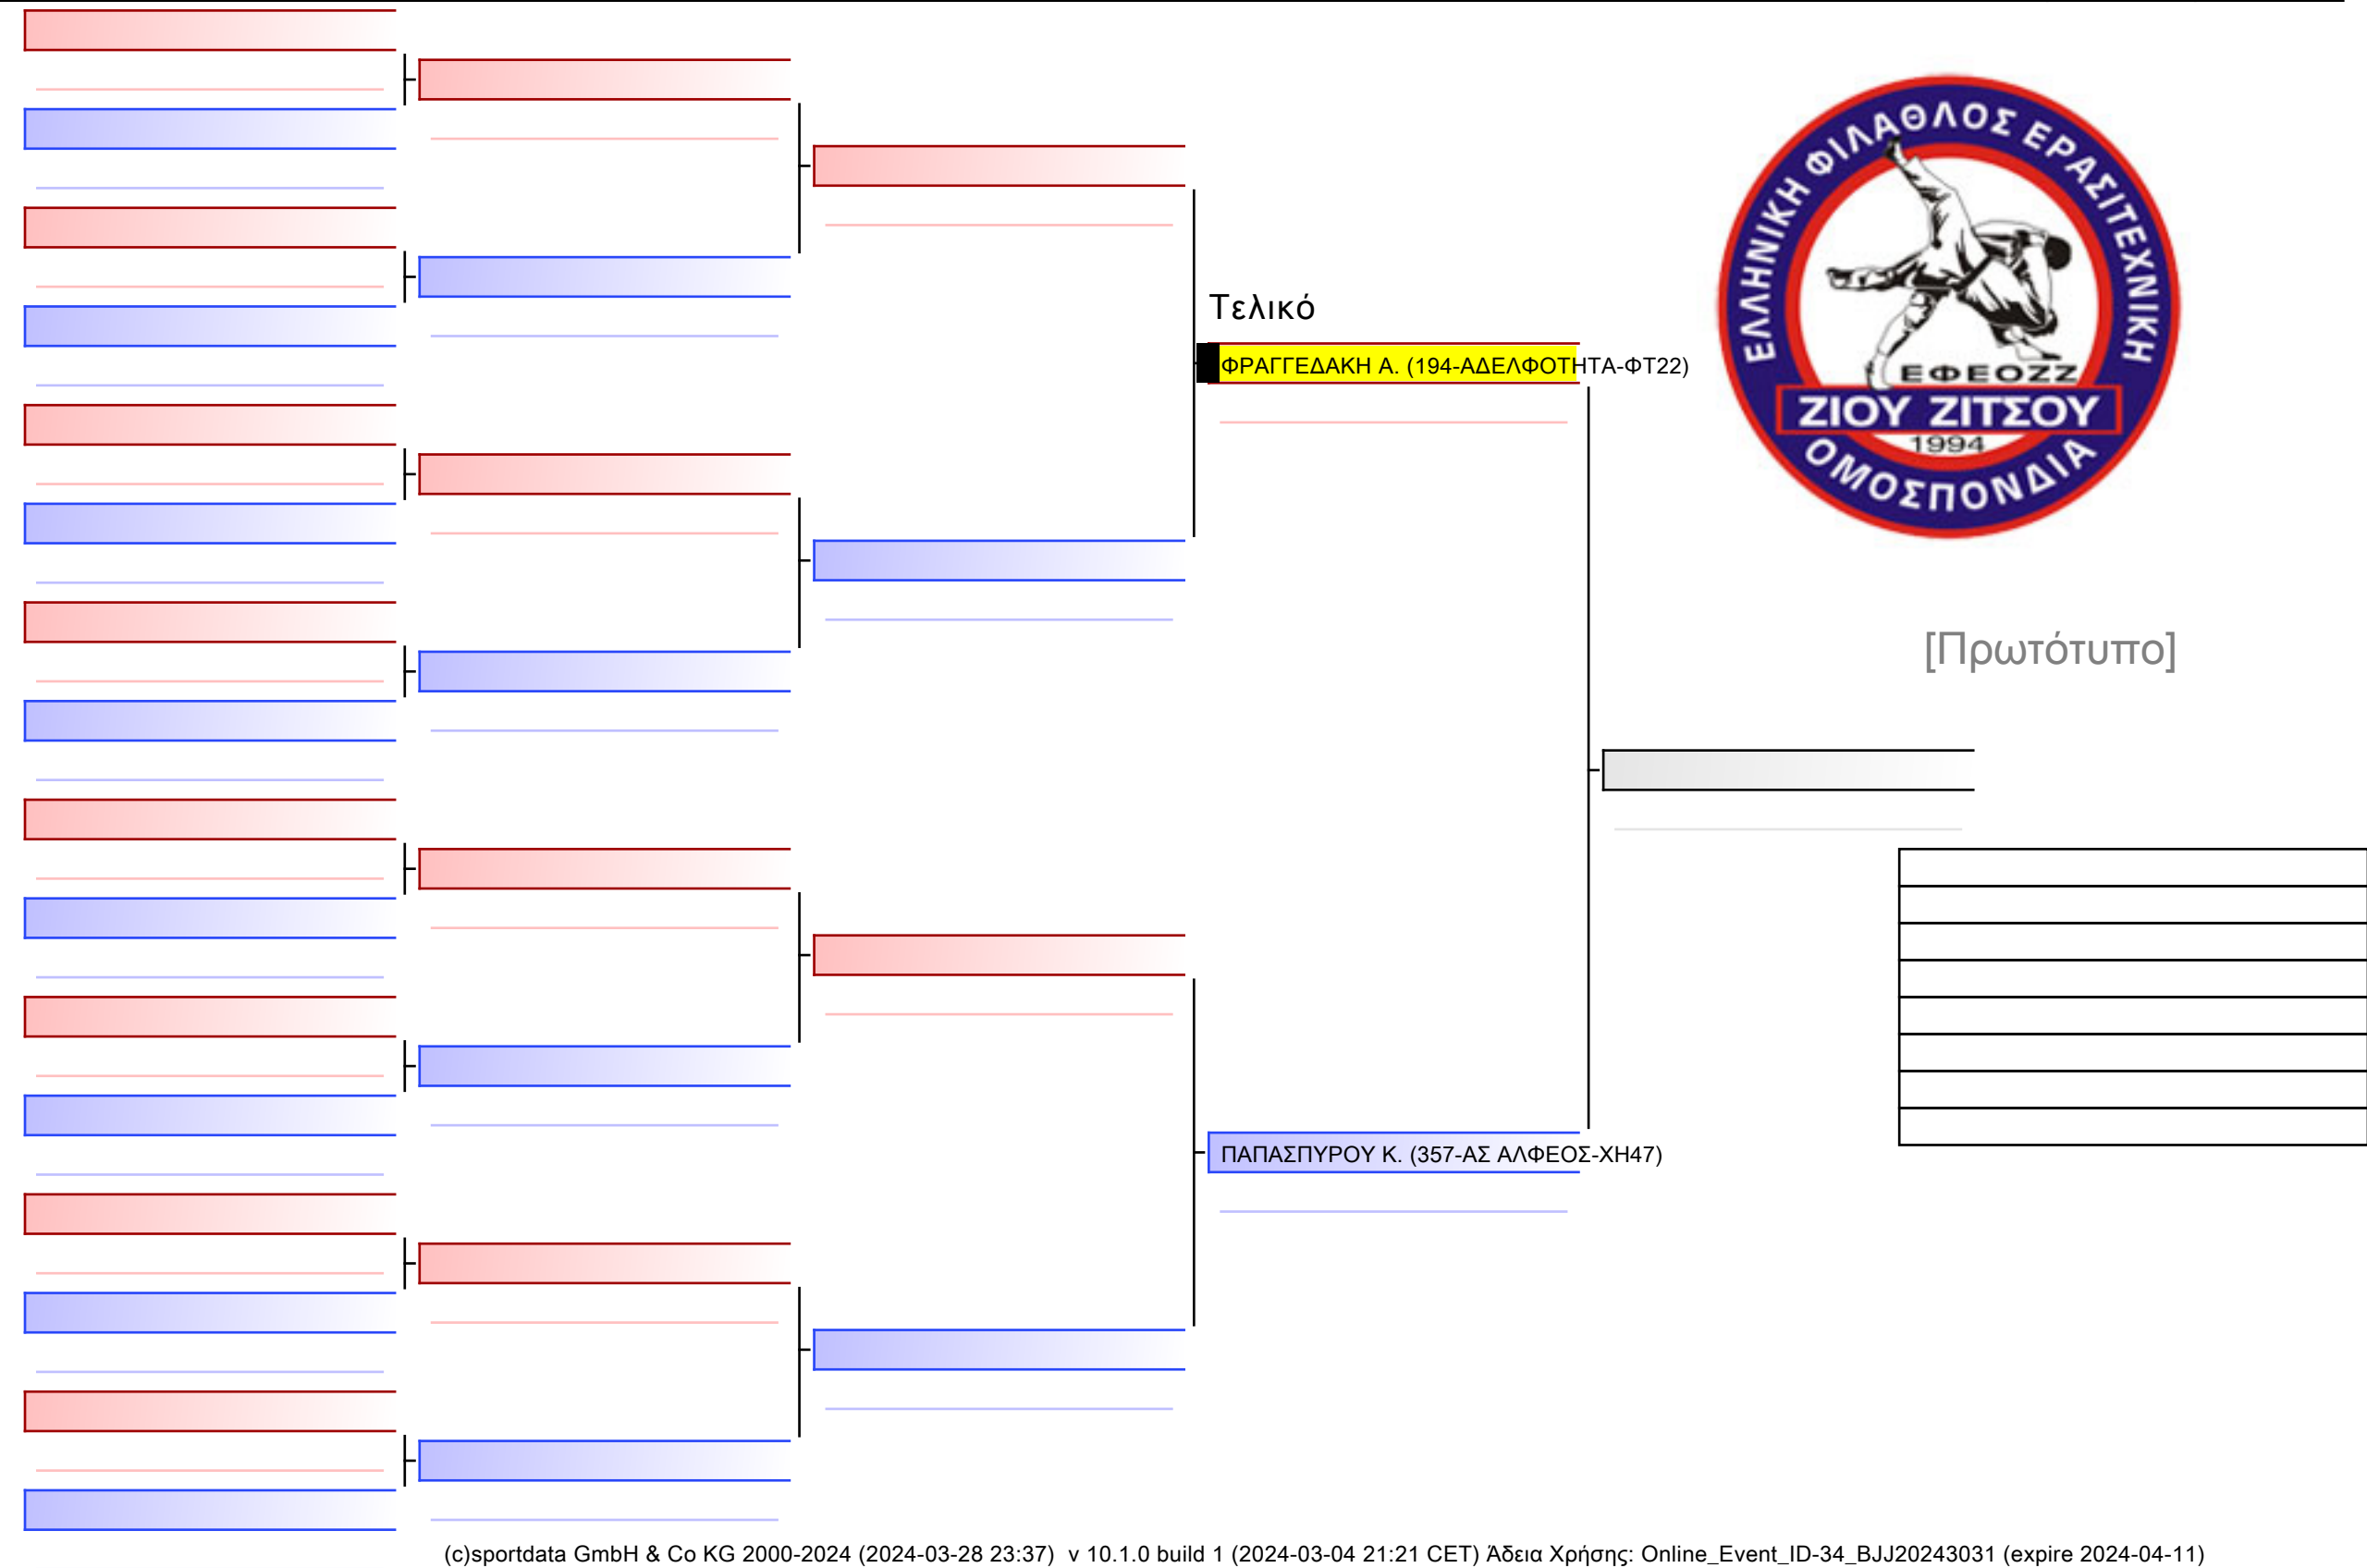 ΕΛΛΗΝΙΚΗ ΦΙΛΑΘΛΟΣ ΕΡΑΣΙΤΕΧΝΙΚΗ
Τελικό
ΦΡΑΓΓΕΔΑΚΗ Α. (194-ΑΔΕΛΦΟΤΗΤΑ-ΦΤ22)
ΕΦΕΟΖΖ
ΖΙΟΥ ΖΙΤΣΟΥ
1994
ΟΜΟΣΠΟΝΔΙΑ
[Πρωτότυπο]
ΠΑΠΑΣΠΥΡΟΥ Κ. (357-ΑΣ ΑΛΦΕΟΣ-ΧΗ47)
(c)sportdata GmbH & Co KG 2000-2024 (2024-03-28 23:37) v 10.1.0 build 1 (2024-03-04 21:21 CET) Άδεια Χρήσης: Online_Event_ID-34_BJJ20243031 (expire 2024-04-11)